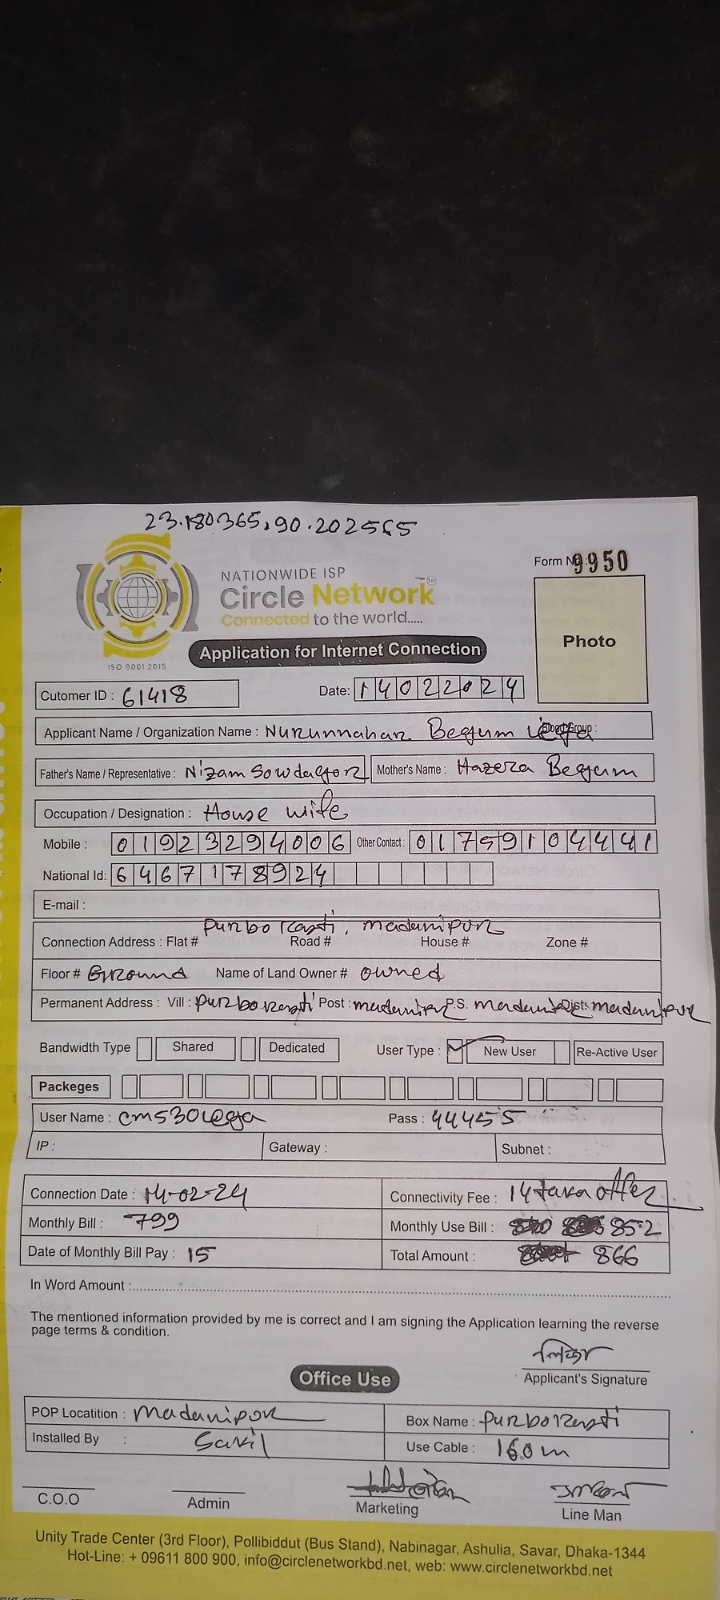 23.180365,90.202565
NATIONWIDE ISP
Circle Network
Connected to the world.....
ISO 9001:2015
Form No: 9950
Photo
Application for Internet Connection
Cutomer ID : 61418 Date: 14022024
Applicant Name / Organization Name : Nurunnahar Begum
Father's Name / Representative : Nizam Sowdagor Mother's Name : Hazera Begum
Occupation / Designation : House wife
Mobile : 01923294006 Other Contact : 01759104441
National Id: 6467178924
E-mail :
Purbo Rasti, madaripur
Connection Address : Flat # Road # House # Zone #
Floor # Ground Name of Land Owner # owned
Permanent Address : Vill : Purbo Rasti Post : madaripur P.S. madaripur Dist: madaripur
Bandwidth Type Shared Dedicated User Type : New User Re-Active User
Packeges
User Name : cms30lega Pass : 44455
IP : Gateway : Subnet :
Connection Date : 14-02-24 Connectivity Fee : 14 taka offer
Monthly Bill : 799 Monthly Use Bill : 852
Date of Monthly Bill Pay : 15 Total Amount : 866
In Word Amount :
The mentioned information provided by me is correct and I am signing the Application learning the reverse
page terms & condition.
Applicant's Signature
Office Use
POP Locatition : Madaripur Box Name : Purbo Rasti
Installed By : Sakil Use Cable : 160m
C.O.O Admin Marketing Line Man
Unity Trade Center (3rd Floor), Pollibiddut (Bus Stand), Nabinagar, Ashulia, Savar, Dhaka-1344
Hot-Line: + 09611 800 900, info@circlenetworkbd.net, web: www.circlenetworkbd.net